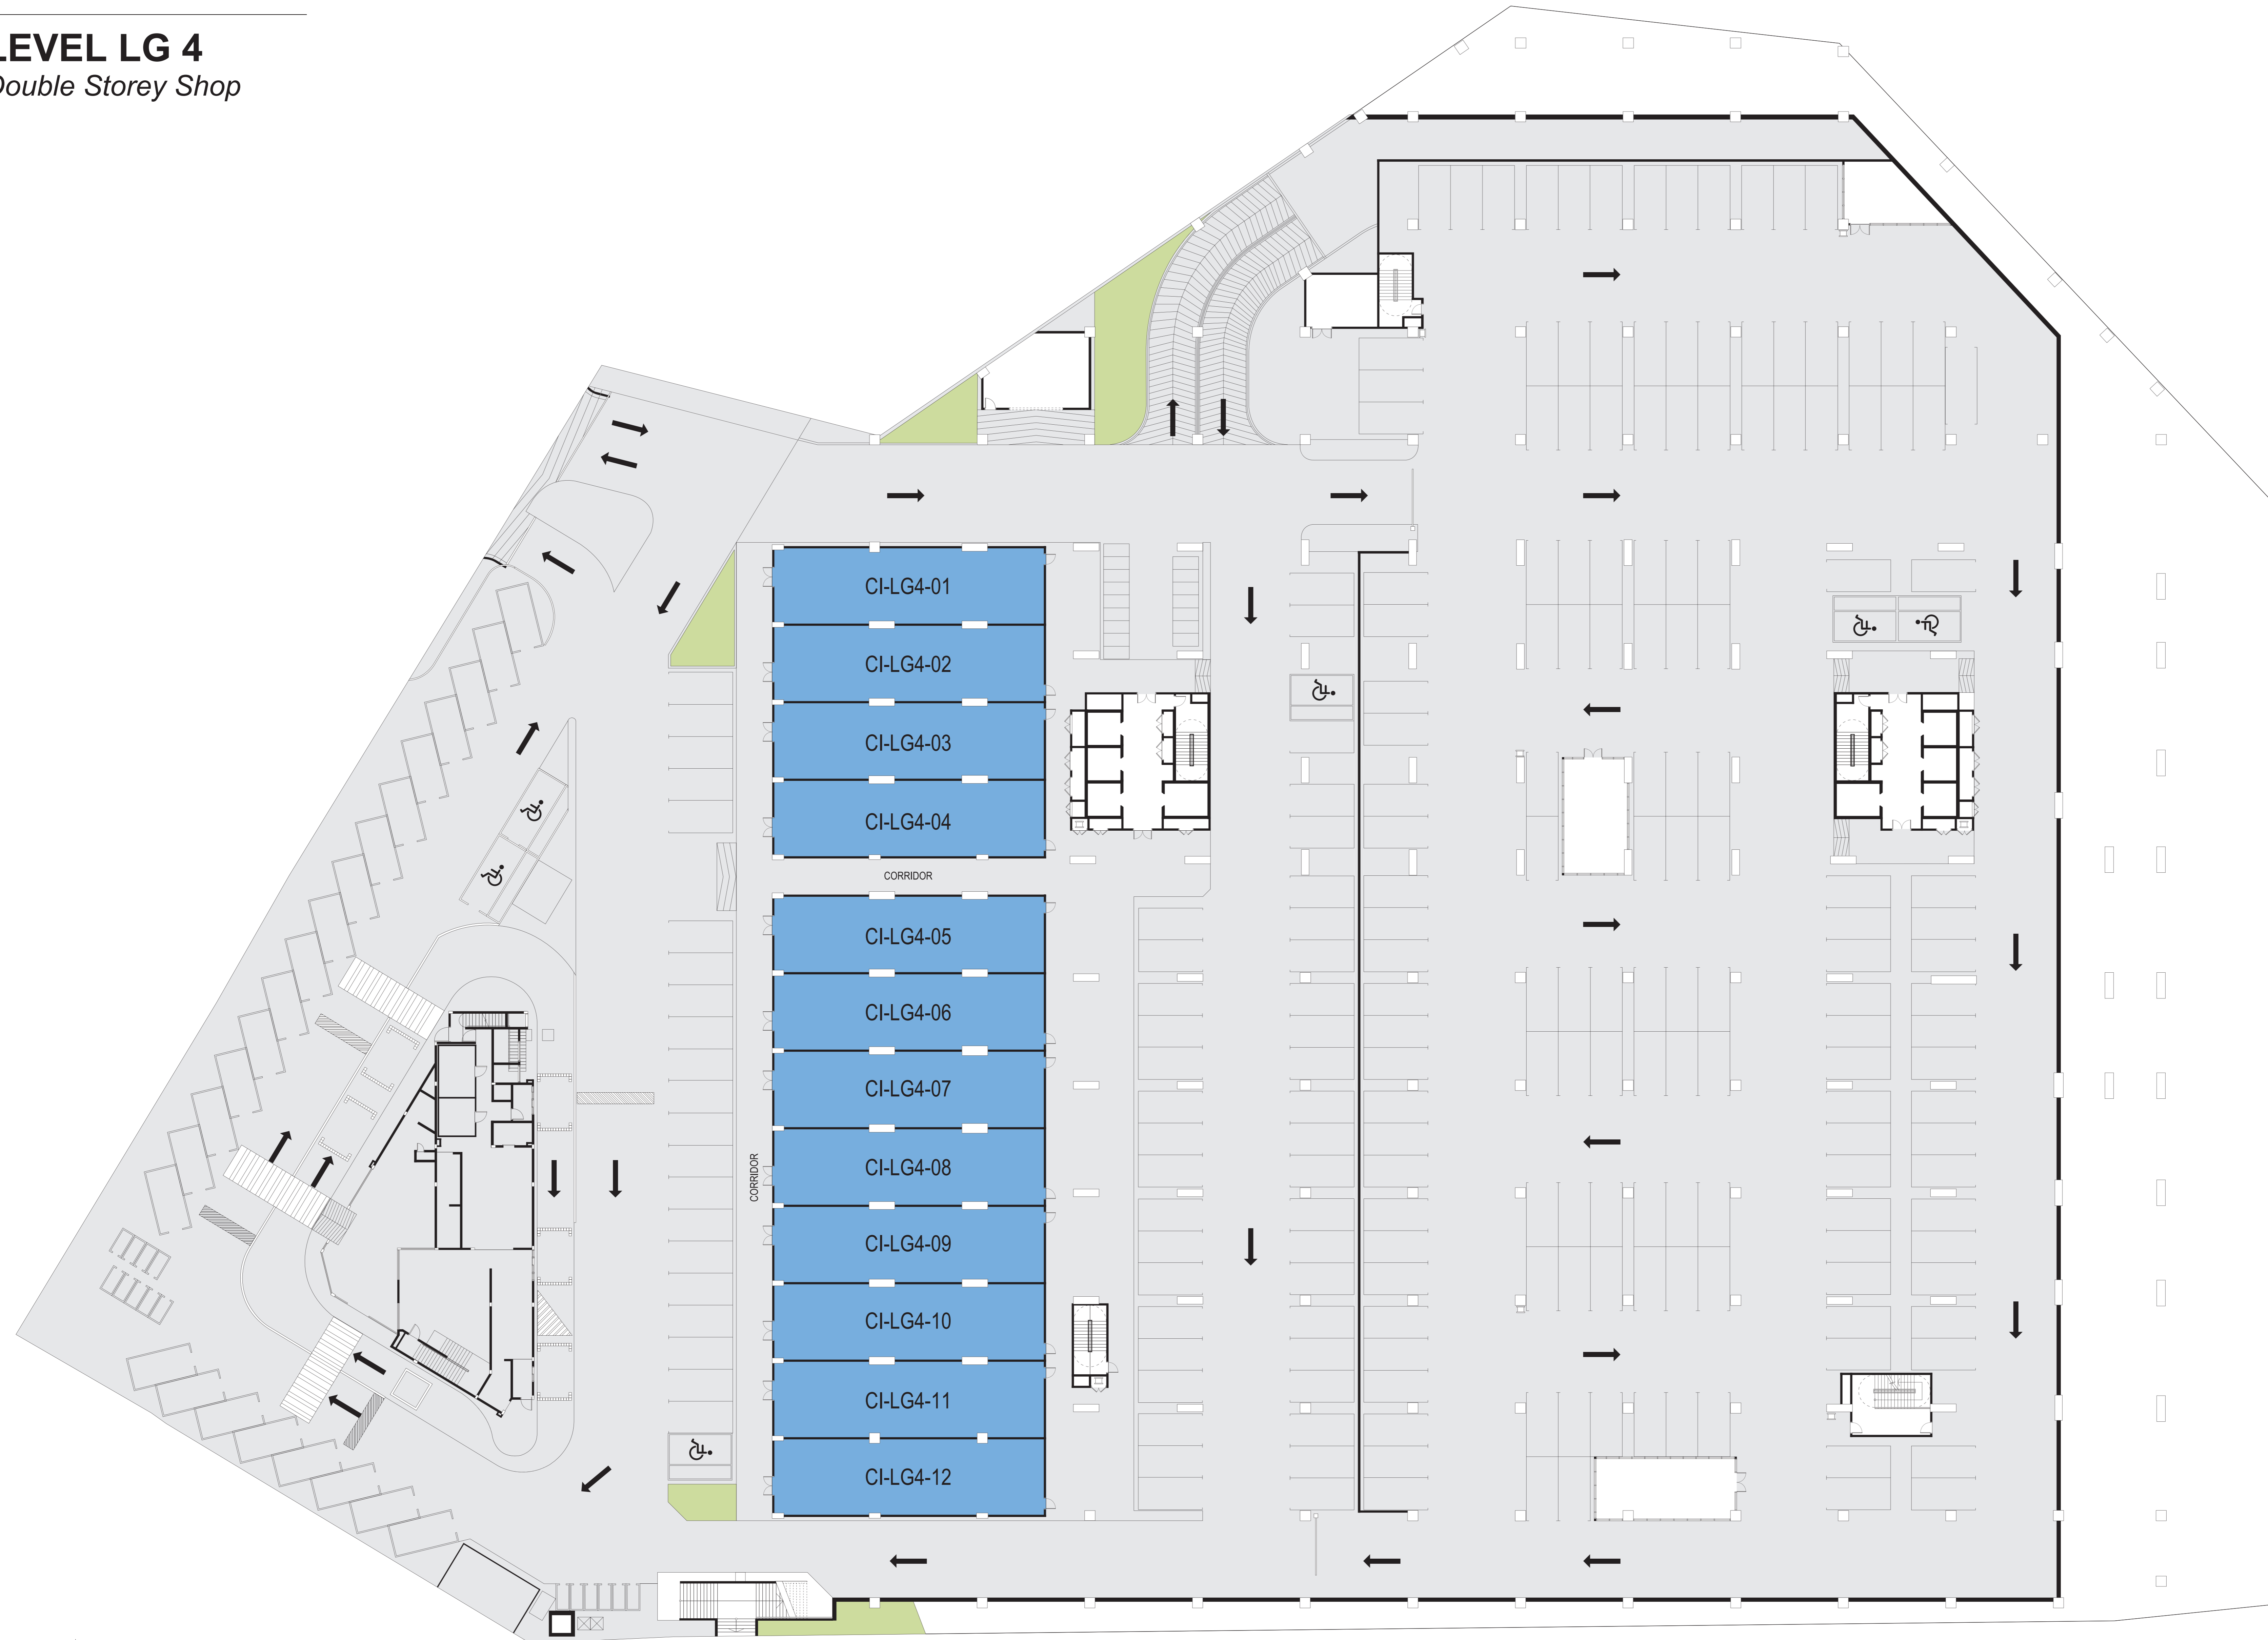 LEVEL LG 4
Double Storey Shop
CI-LG4-01
CI-LG4-02
CI-LG4-03
CI-LG4-04
CORRIDOR
CI-LG4-05
CI-LG4-06
CI-LG4-07
CORRIDOR
CI-LG4-08
CI-LG4-09
CI-LG4-10
CI-LG4-11
CI-LG4-12